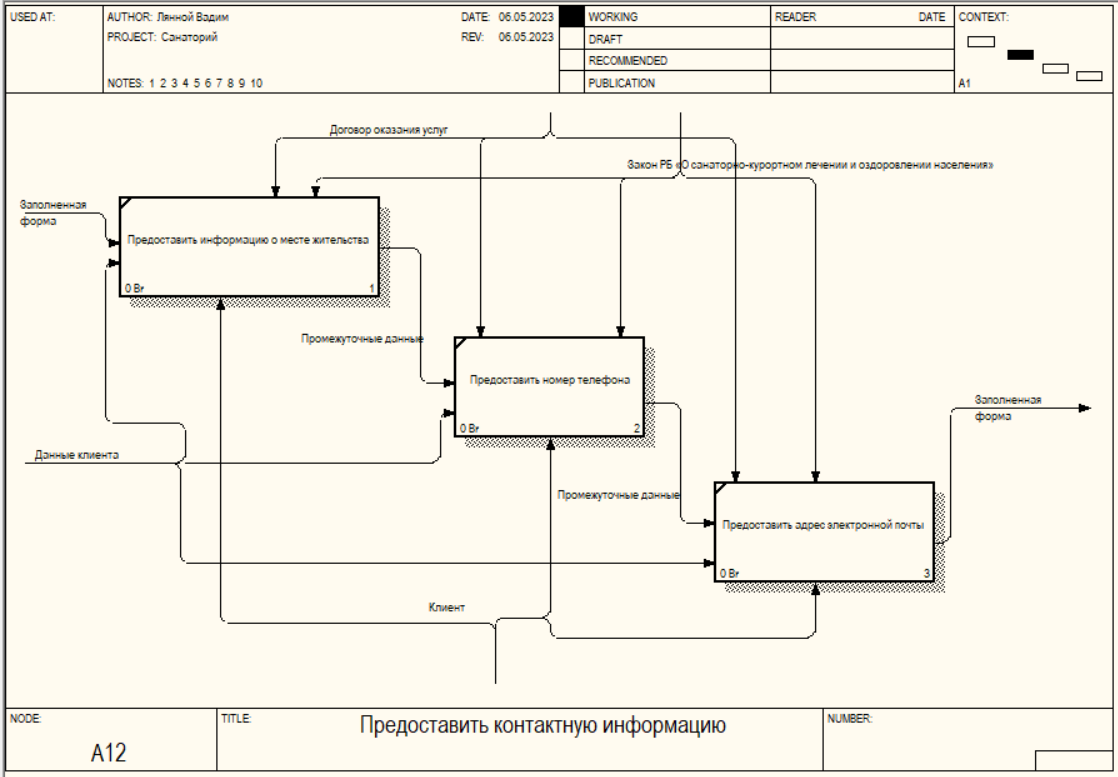 USED AT:
AUTHOR: Лянной Вадим
DATE: 06.05.2023
WORKING
READER
DATE
CONTEXT:
PROJECT: Санаторий
REV: 06.05.2023
DRAFT
RECOMMENDED
NOTES: 1 2 3 4 5 6 7 8 9 10
PUBLICATION
A1
Договор оказания услуг
Закон РБ «О санаторно-курортном лечении и оздоровлении населения»
Заполненная
форма
Предоставить информацию о месте жительства
0 Br
1
Промежуточные данные
Предоставить номер телефона
0 Br
2
Заполненная
форма
Данные клиента
Промежуточные данные
Предоставить адрес электронной почты
0 Br
3
Клиент
NODE:
TITLE:
NUMBER:
Предоставить контактную информацию
A12